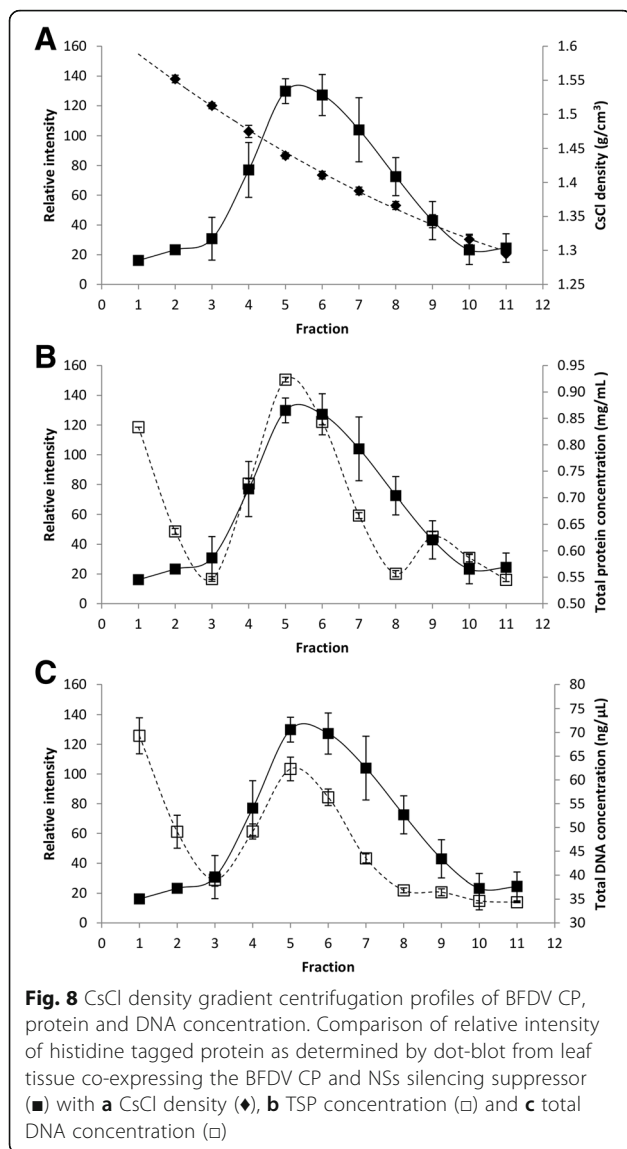 A
160
140
120
100
80
60
40
20
0
Relative intensity
1.6
1.55
1.5
1.45
1.4
1.35
1.3
1.25
CsCl density (g/cm³)
0 1 2 3 4 5 6 7 8 9 10 11 12
Fraction
B
160
140
120
100
80
60
40
20
0
Relative intensity
0.95
0.90
0.85
0.80
0.75
0.70
0.65
0.60
0.55
0.50
Total protein concentration (mg/mL)
0 1 2 3 4 5 6 7 8 9 10 11 12
Fraction
C
160
140
120
100
80
60
40
20
0
Relative intensity
80
75
70
65
60
55
50
45
40
35
30
Total DNA concentration (ng/µL)
0 1 2 3 4 5 6 7 8 9 10 11 12
Fraction
Fig. 8 CsCl density gradient centrifugation profiles of BFDV CP,
protein and DNA concentration. Comparison of relative intensity
of histidine tagged protein as determined by dot-blot from leaf
tissue co-expressing the BFDV CP and NSs silencing suppressor
(■) with a CsCl density (♦), b TSP concentration (□) and c total
DNA concentration (□)